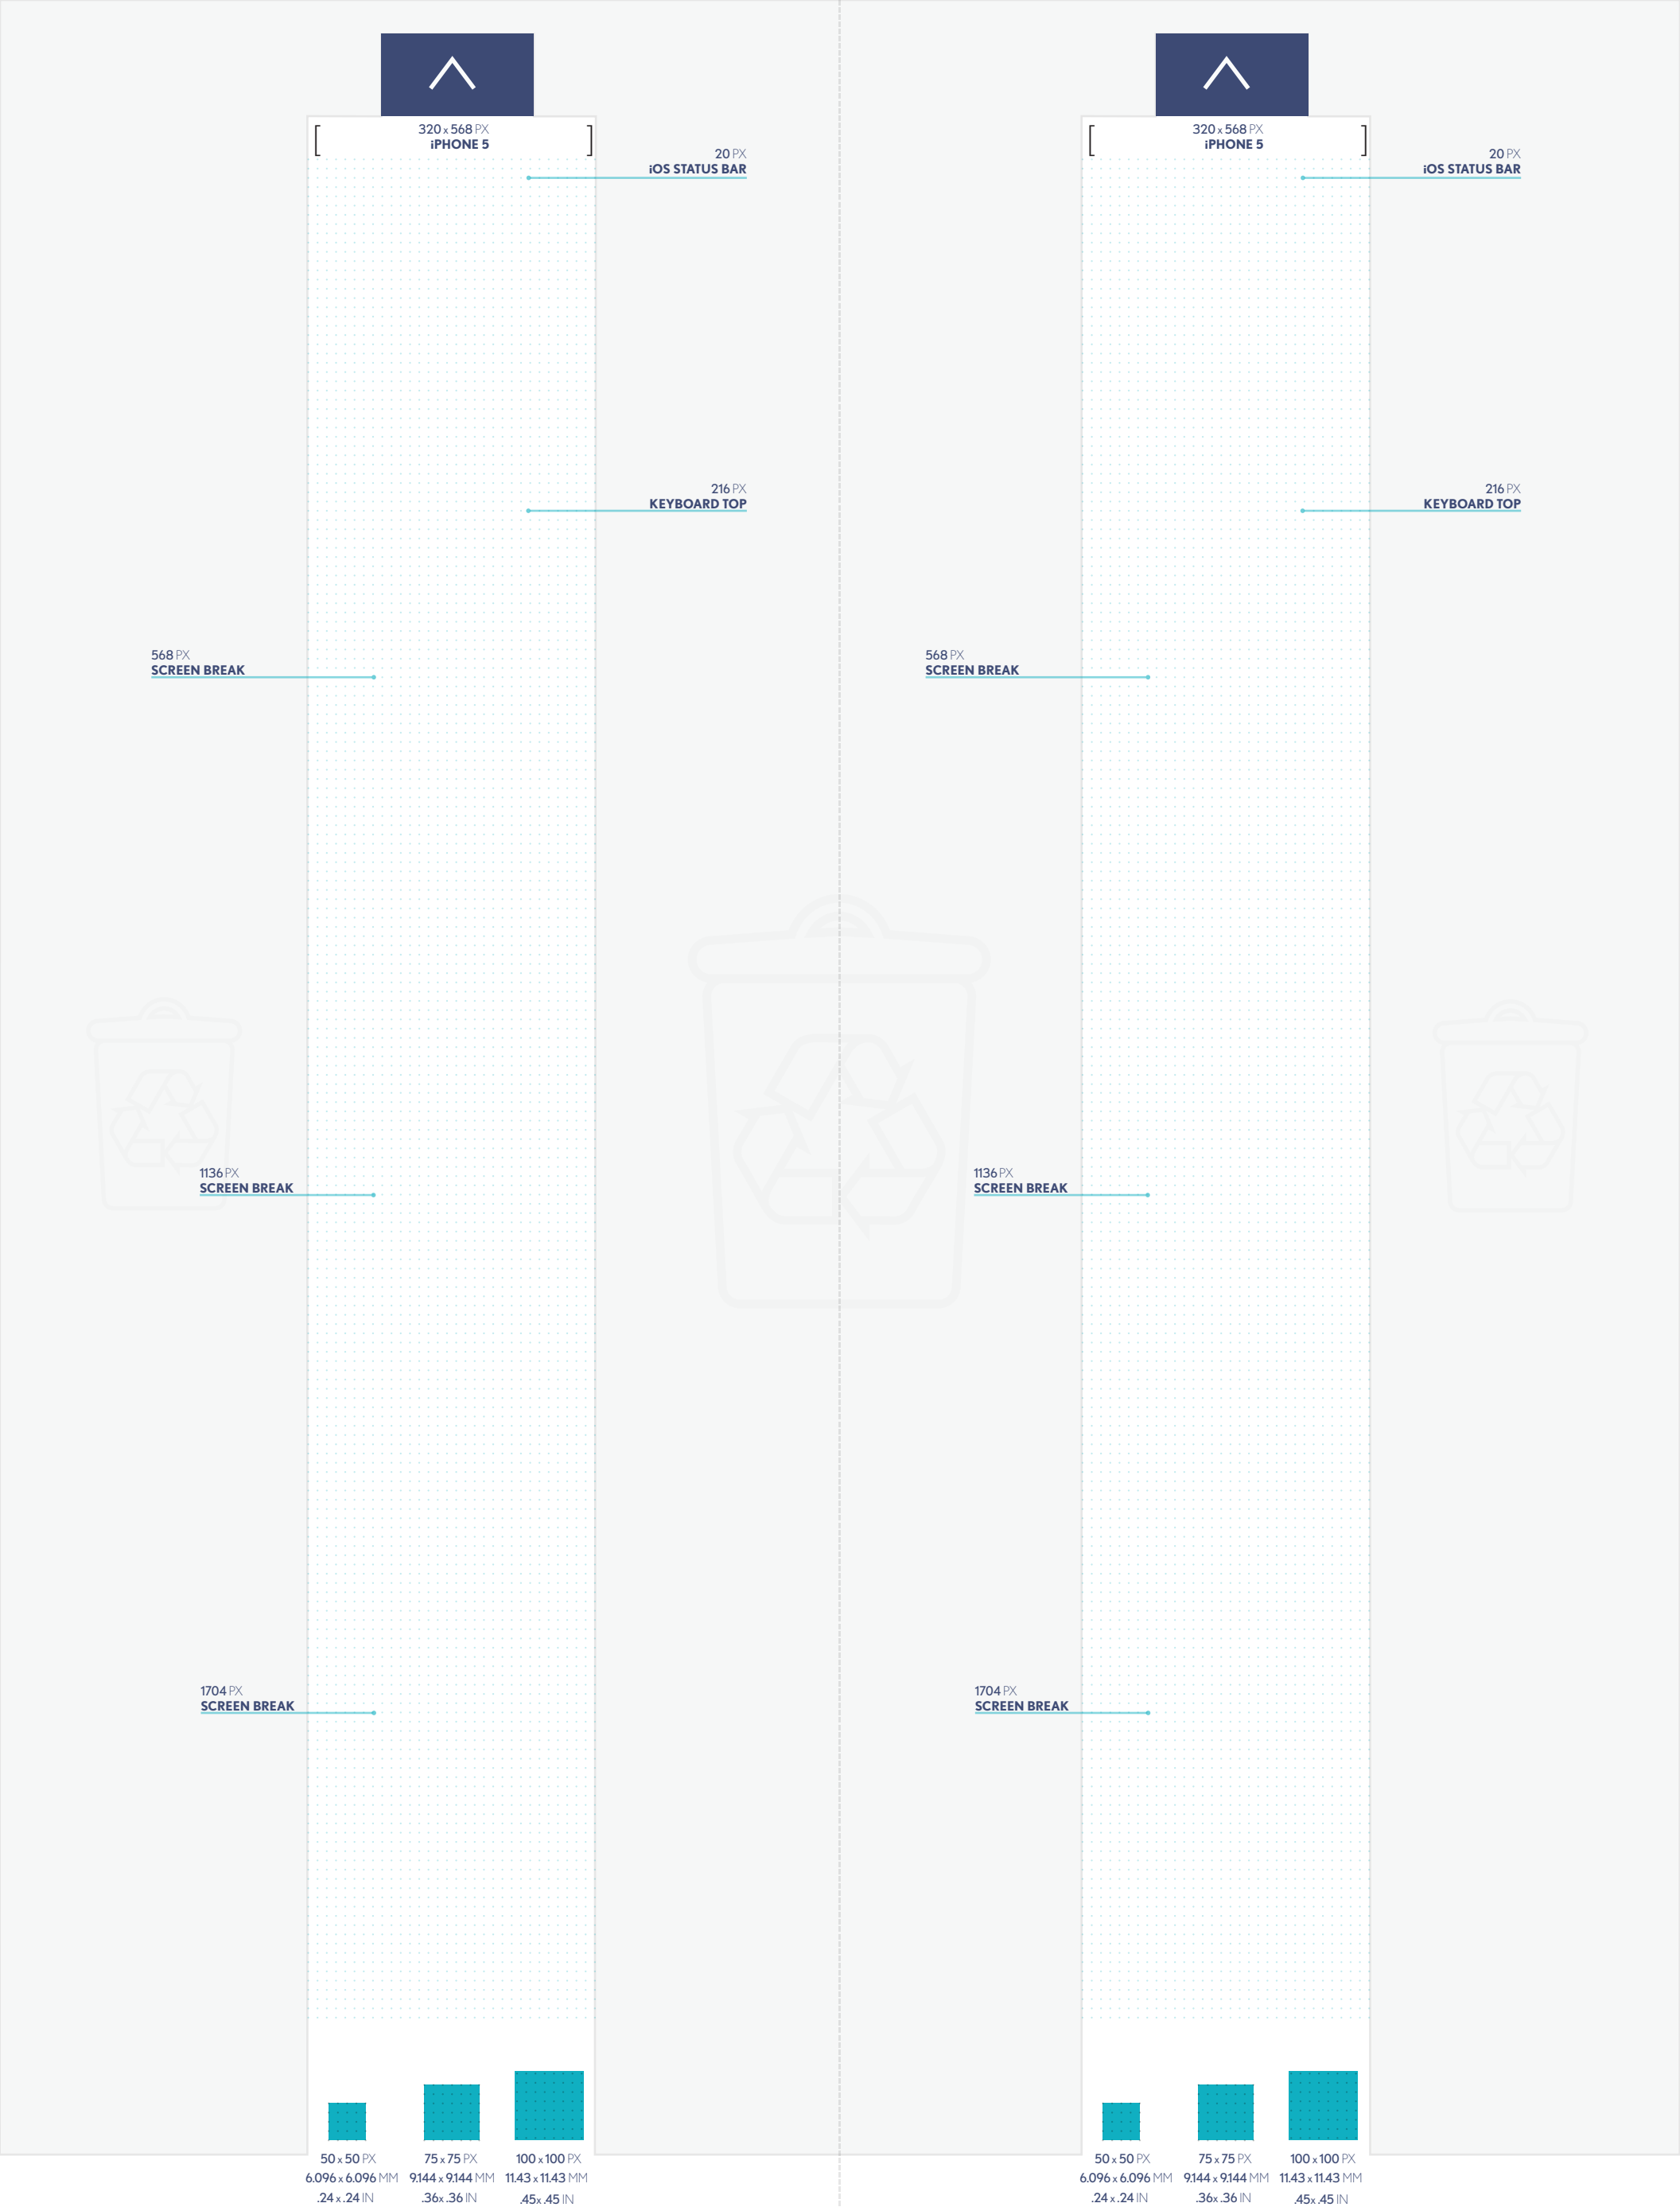 320 x 568 PX
iPHONE 5
20 PX
iOS STATUS BAR
216 PX
KEYBOARD TOP
568 PX
SCREEN BREAK
1136 PX
SCREEN BREAK
1704 PX
SCREEN BREAK
50 x 50 PX
6.096 x 6.096 MM
.24 x .24 IN
75 x 75 PX
9.144 x 9.144 MM
.36 x .36 IN
100 x 100 PX
11.43 x 11.43 MM
.45 x .45 IN
320 x 568 PX
iPHONE 5
20 PX
iOS STATUS BAR
216 PX
KEYBOARD TOP
568 PX
SCREEN BREAK
1136 PX
SCREEN BREAK
1704 PX
SCREEN BREAK
50 x 50 PX
6.096 x 6.096 MM
.24 x .24 IN
75 x 75 PX
9.144 x 9.144 MM
.36 x .36 IN
100 x 100 PX
11.43 x 11.43 MM
.45 x .45 IN